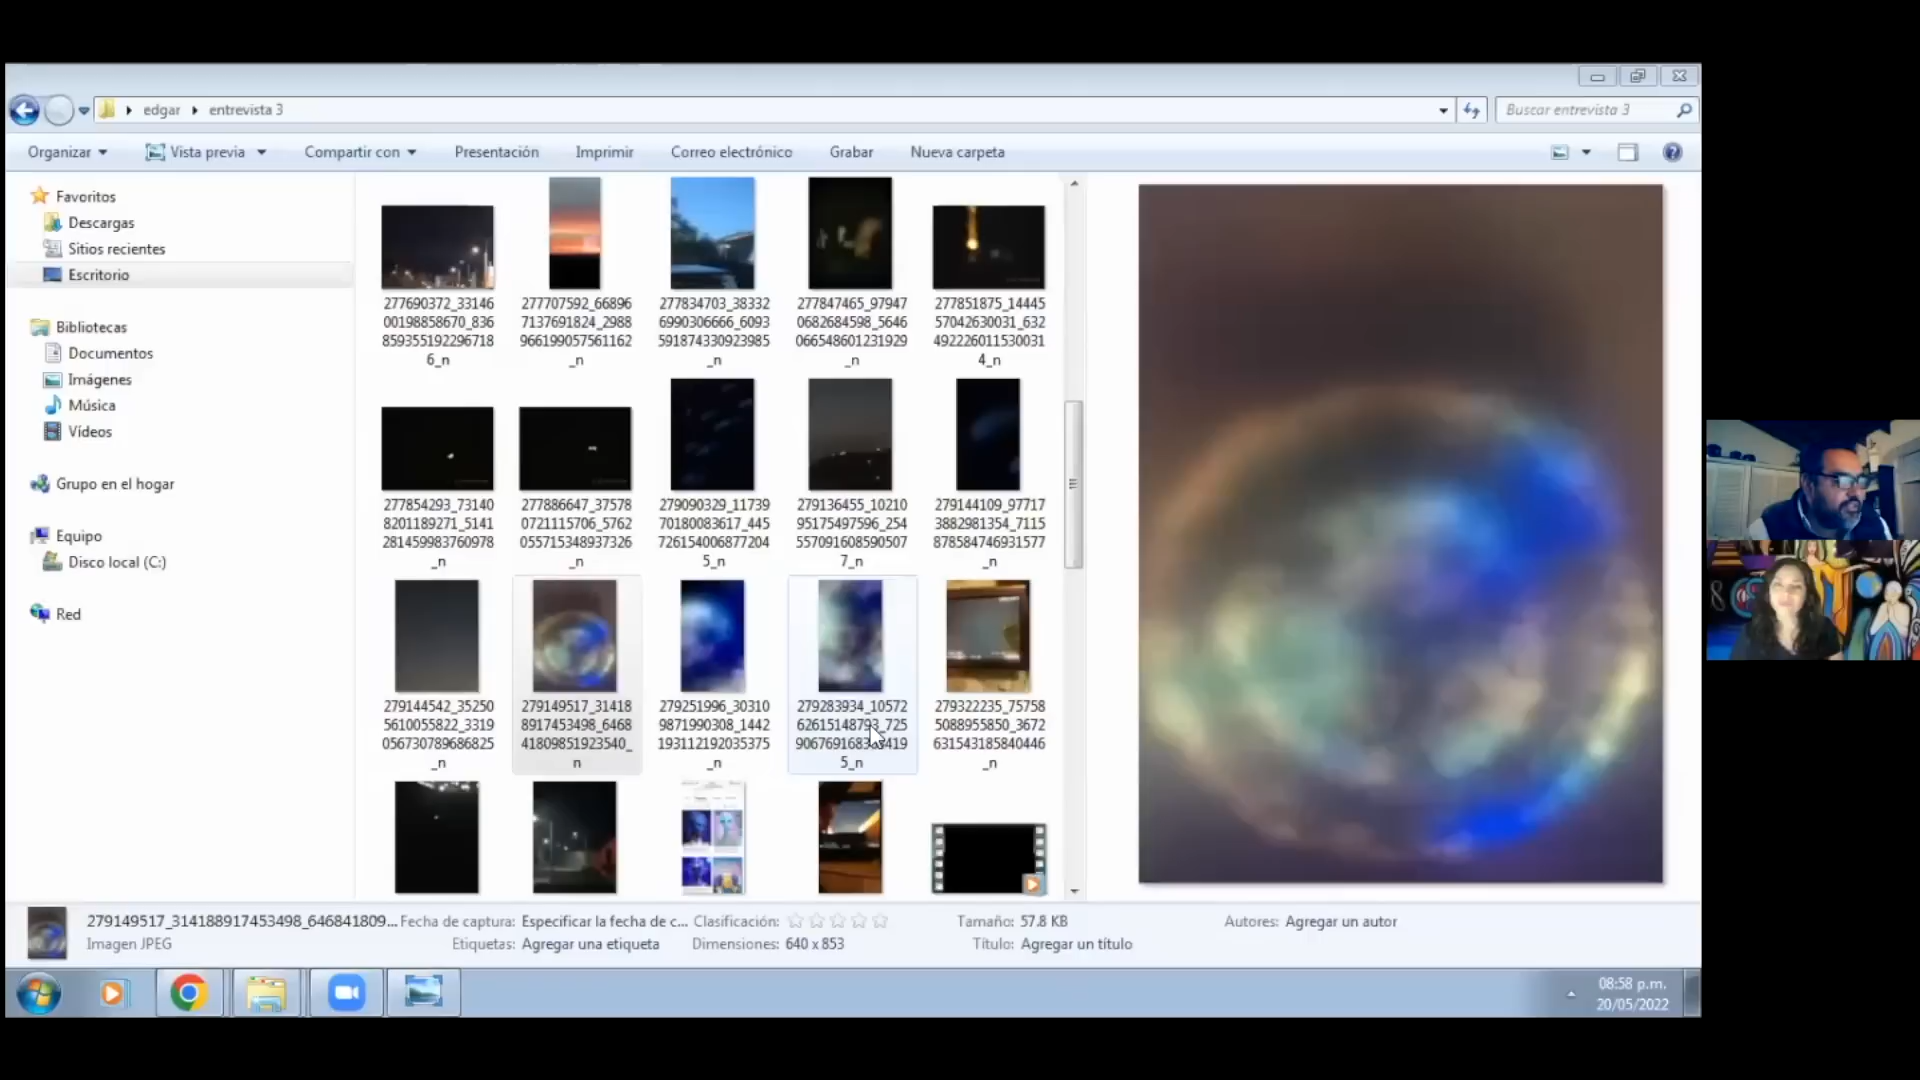 edgar
entrevista 3
Buscar entrevista 3
Organizar
Vista previa
Compartir con
Presentación
Imprimir
Correo electrónico
Grabar
Nueva carpeta
Favoritos
Descargas
Sitios recientes
Escritorio
Bibliotecas
Documentos
Imágenes
Música
Vídeos
Grupo en el hogar
Equipo
Disco local (C:)
Red
277690372_33146
00198858670_836
859355192296718
6_n
277707592_66896
7137691824_2988
966199057561162
_n
277834703_38332
6990306666_6093
591874330923985
_n
277847465_97947
0682684598_5646
066548601231929
_n
277851875_14445
57042630031_632
492226011530031
4_n
277854293_73140
8201189271_5141
281459983760978
_n
277886647_37578
0721115706_5762
055715348937326
_n
279090329_11739
70180083617_445
726154006877204
5_n
279136455_10210
95175497596_254
557091608590507
7_n
279144109_97717
3882981354_7115
878584746931577
_n
279144542_35250
5610055822_3319
056730789686825
_n
279149517_31418
8917453498_6468
41809851923540_
n
279251996_30310
9871990308_1442
193112192035375
_n
279283934_10572
62615148793_725
5_n
279322235_75758
5088955850_3672
631543185840446
_n
279149517_314188917453498_646841809...
Imagen JPEG
Fecha de captura: Especificar la fecha de c...
Etiquetas: Agregar una etiqueta
Clasificación:
Dimensiones: 640 x 853
Tamaño: 57.8 KB
Título: Agregar un título
Autores: Agregar un autor
08:58 p.m.
20/05/2022